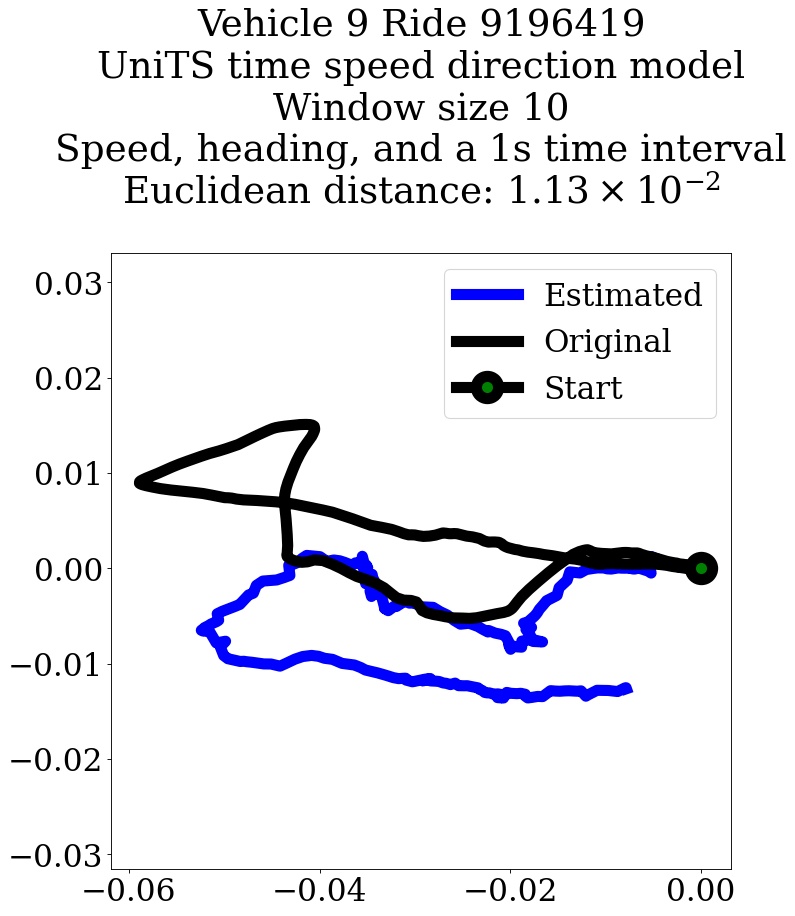 Vehicle 9 Ride 9196419
UniTS time speed direction model
Window size 10
Speed, heading, and a 1s time interval
Euclidean distance: 1.13 × 10⁻²
Estimated
Original
Start
0.03
0.02
0.01
0.00
−0.01
−0.02
−0.03
−0.06
−0.04
−0.02
0.00